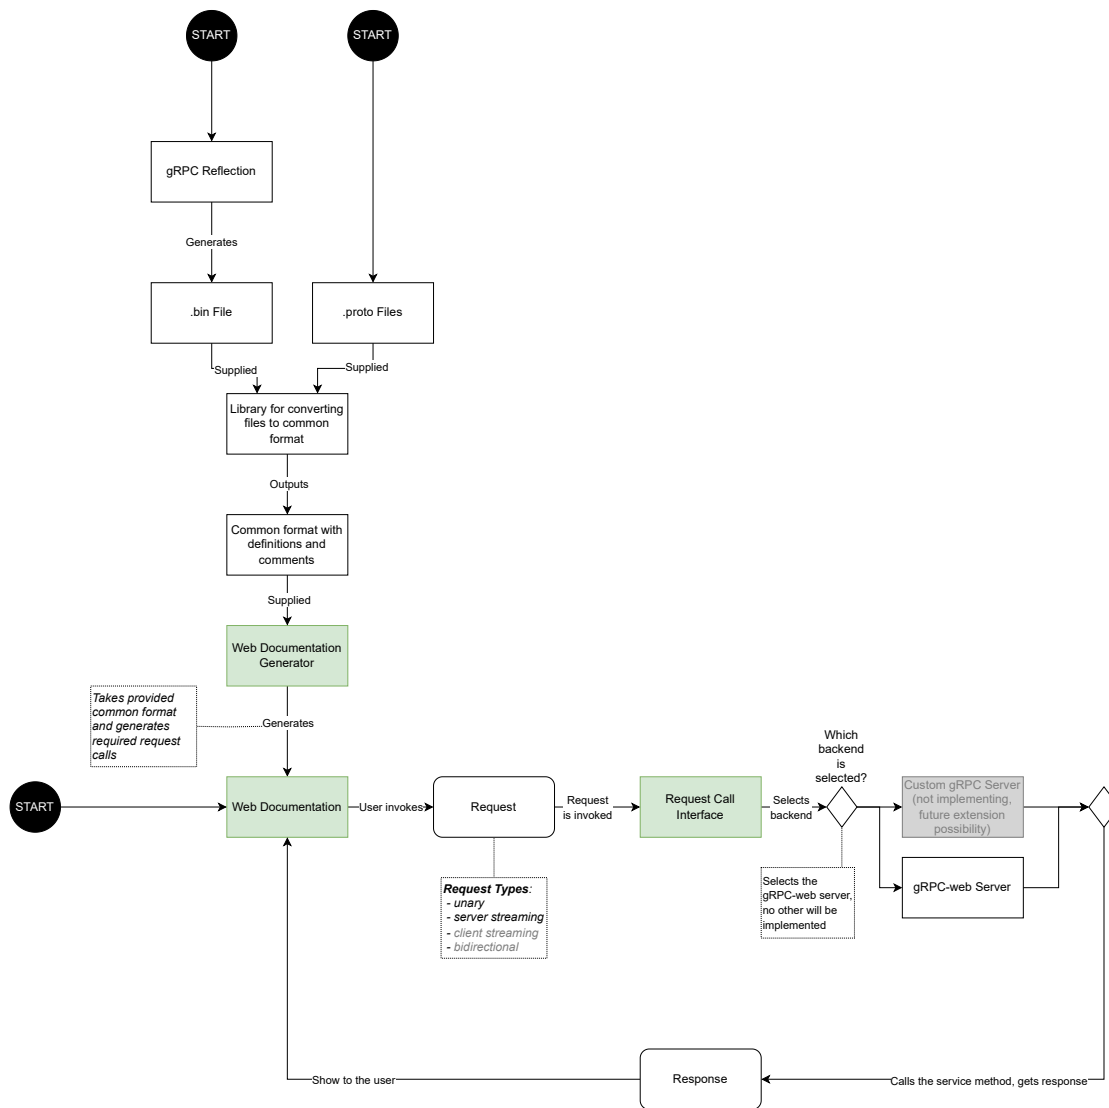 START
START
gRPC Reflection
Generates
.bin File
.proto Files
Supplied
Supplied
Library for converting
files to common
format
Outputs
Common format with
definitions and
comments
Supplied
Web Documentation
Generator
Takes provided
common format
and generates
required request
calls
Generates
START
Web Documentation
User invokes
Request
Request
is invoked
Request Call
Interface
Selects
backend
Which
backend
is
selected?
Custom gRPC Server
(not implementing,
future extension
possibility)
gRPC-web Server
Request Types:
- unary
- server streaming
- client streaming
- bidirectional
Selects the
gRPC-web server,
no other will be
implemented
Show to the user
Response
Calls the service method, gets response